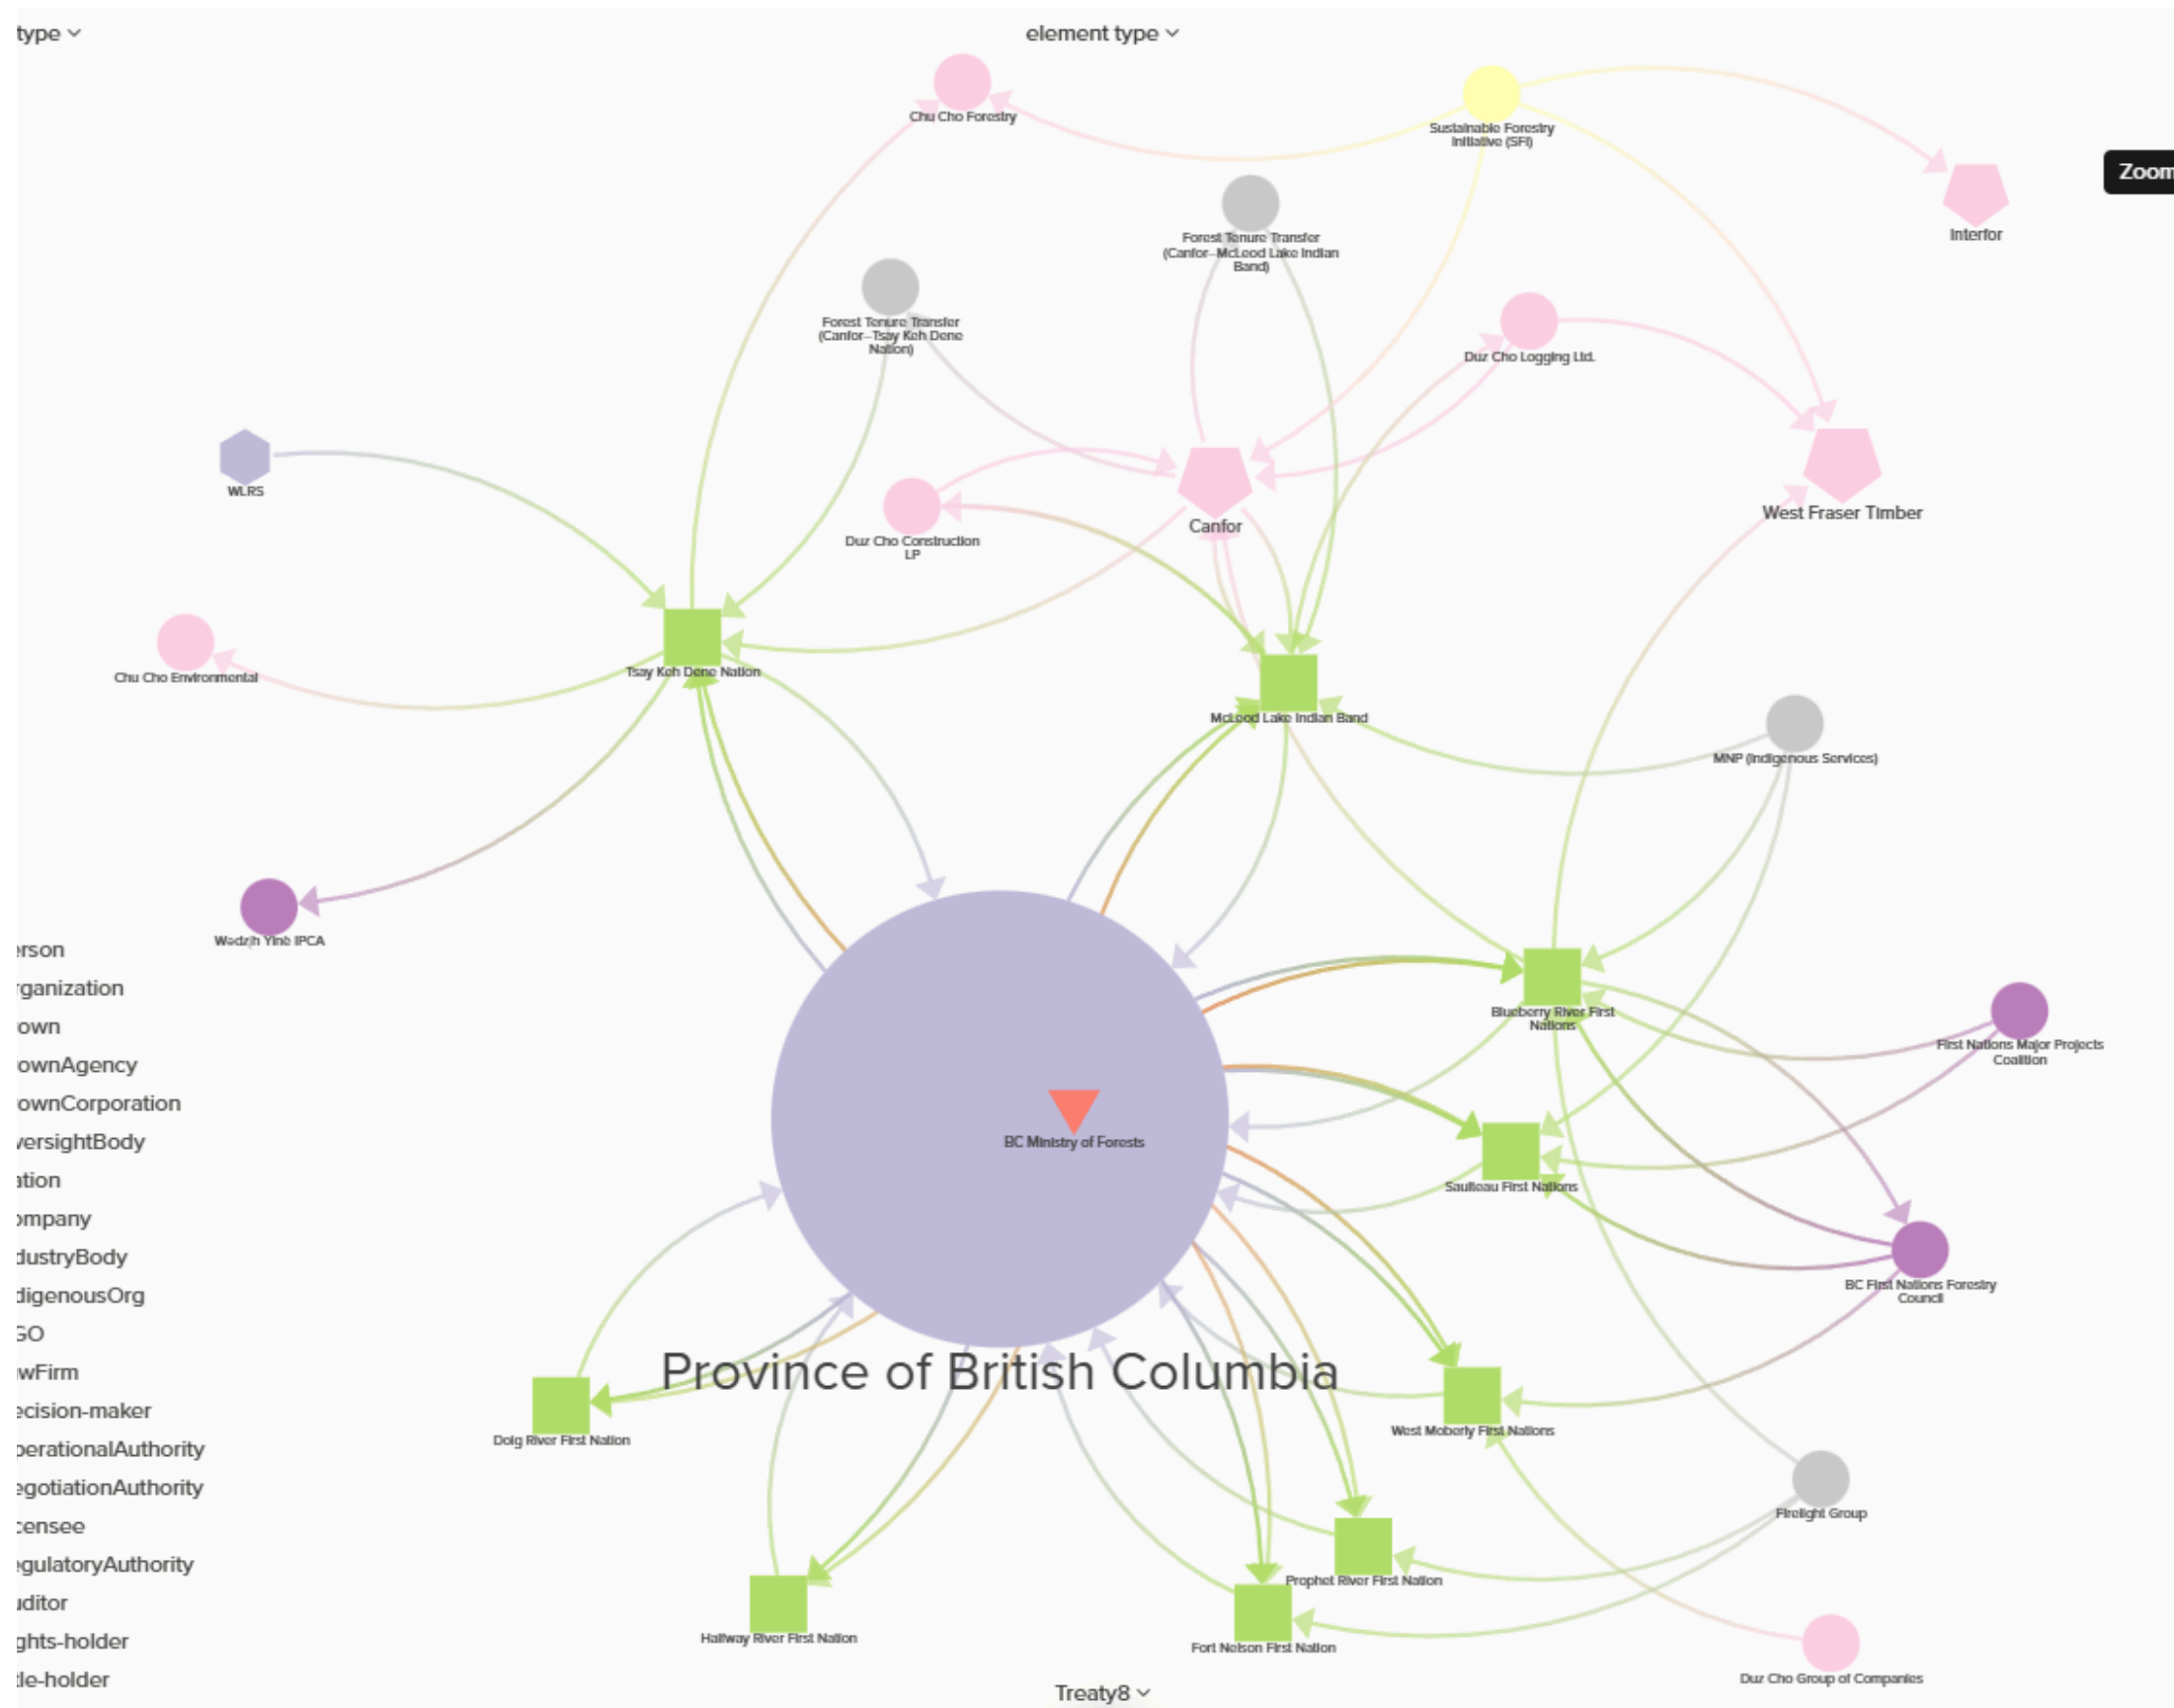 type
element type
Chu Cho Forestry
Sustainable Forestry
Initiative (SFI)
Zoom
Interfor
Forest Tenure Transfer
(Canfor–McLeod Lake Indian
Band)
Forest Tenure Transfer
(Canfor–Tsay Keh Dene
Nation)
Duz Cho Logging Ltd.
WLRS
Canfor
West Fraser Timber
Duz Cho Construction
LP
Chu Cho Environmental
Tsay Keh Dene Nation
McLeod Lake Indian Band
MNP (Indigenous Services)
Wedzįh Yinè IPCA
erson
rganization
rown
rownAgency
rownCorporation
versightBody
ation
ompany
dustryBody
digenousOrg
GO
wFirm
ecision-maker
perationalAuthority
egotiationAuthority
censee
egulatoryAuthority
uditor
ghts-holder
tle-holder
Blueberry River First
Nations
First Nations Major Projects
Coalition
BC Ministry of Forests
Saulteau First Nations
BC First Nations Forestry
Council
Province of British Columbia
Doig River First Nation
West Moberly First Nations
Firelight Group
Prophet River First Nation
Halfway River First Nation
Fort Nelson First Nation
Duz Cho Group of Companies
Treaty8